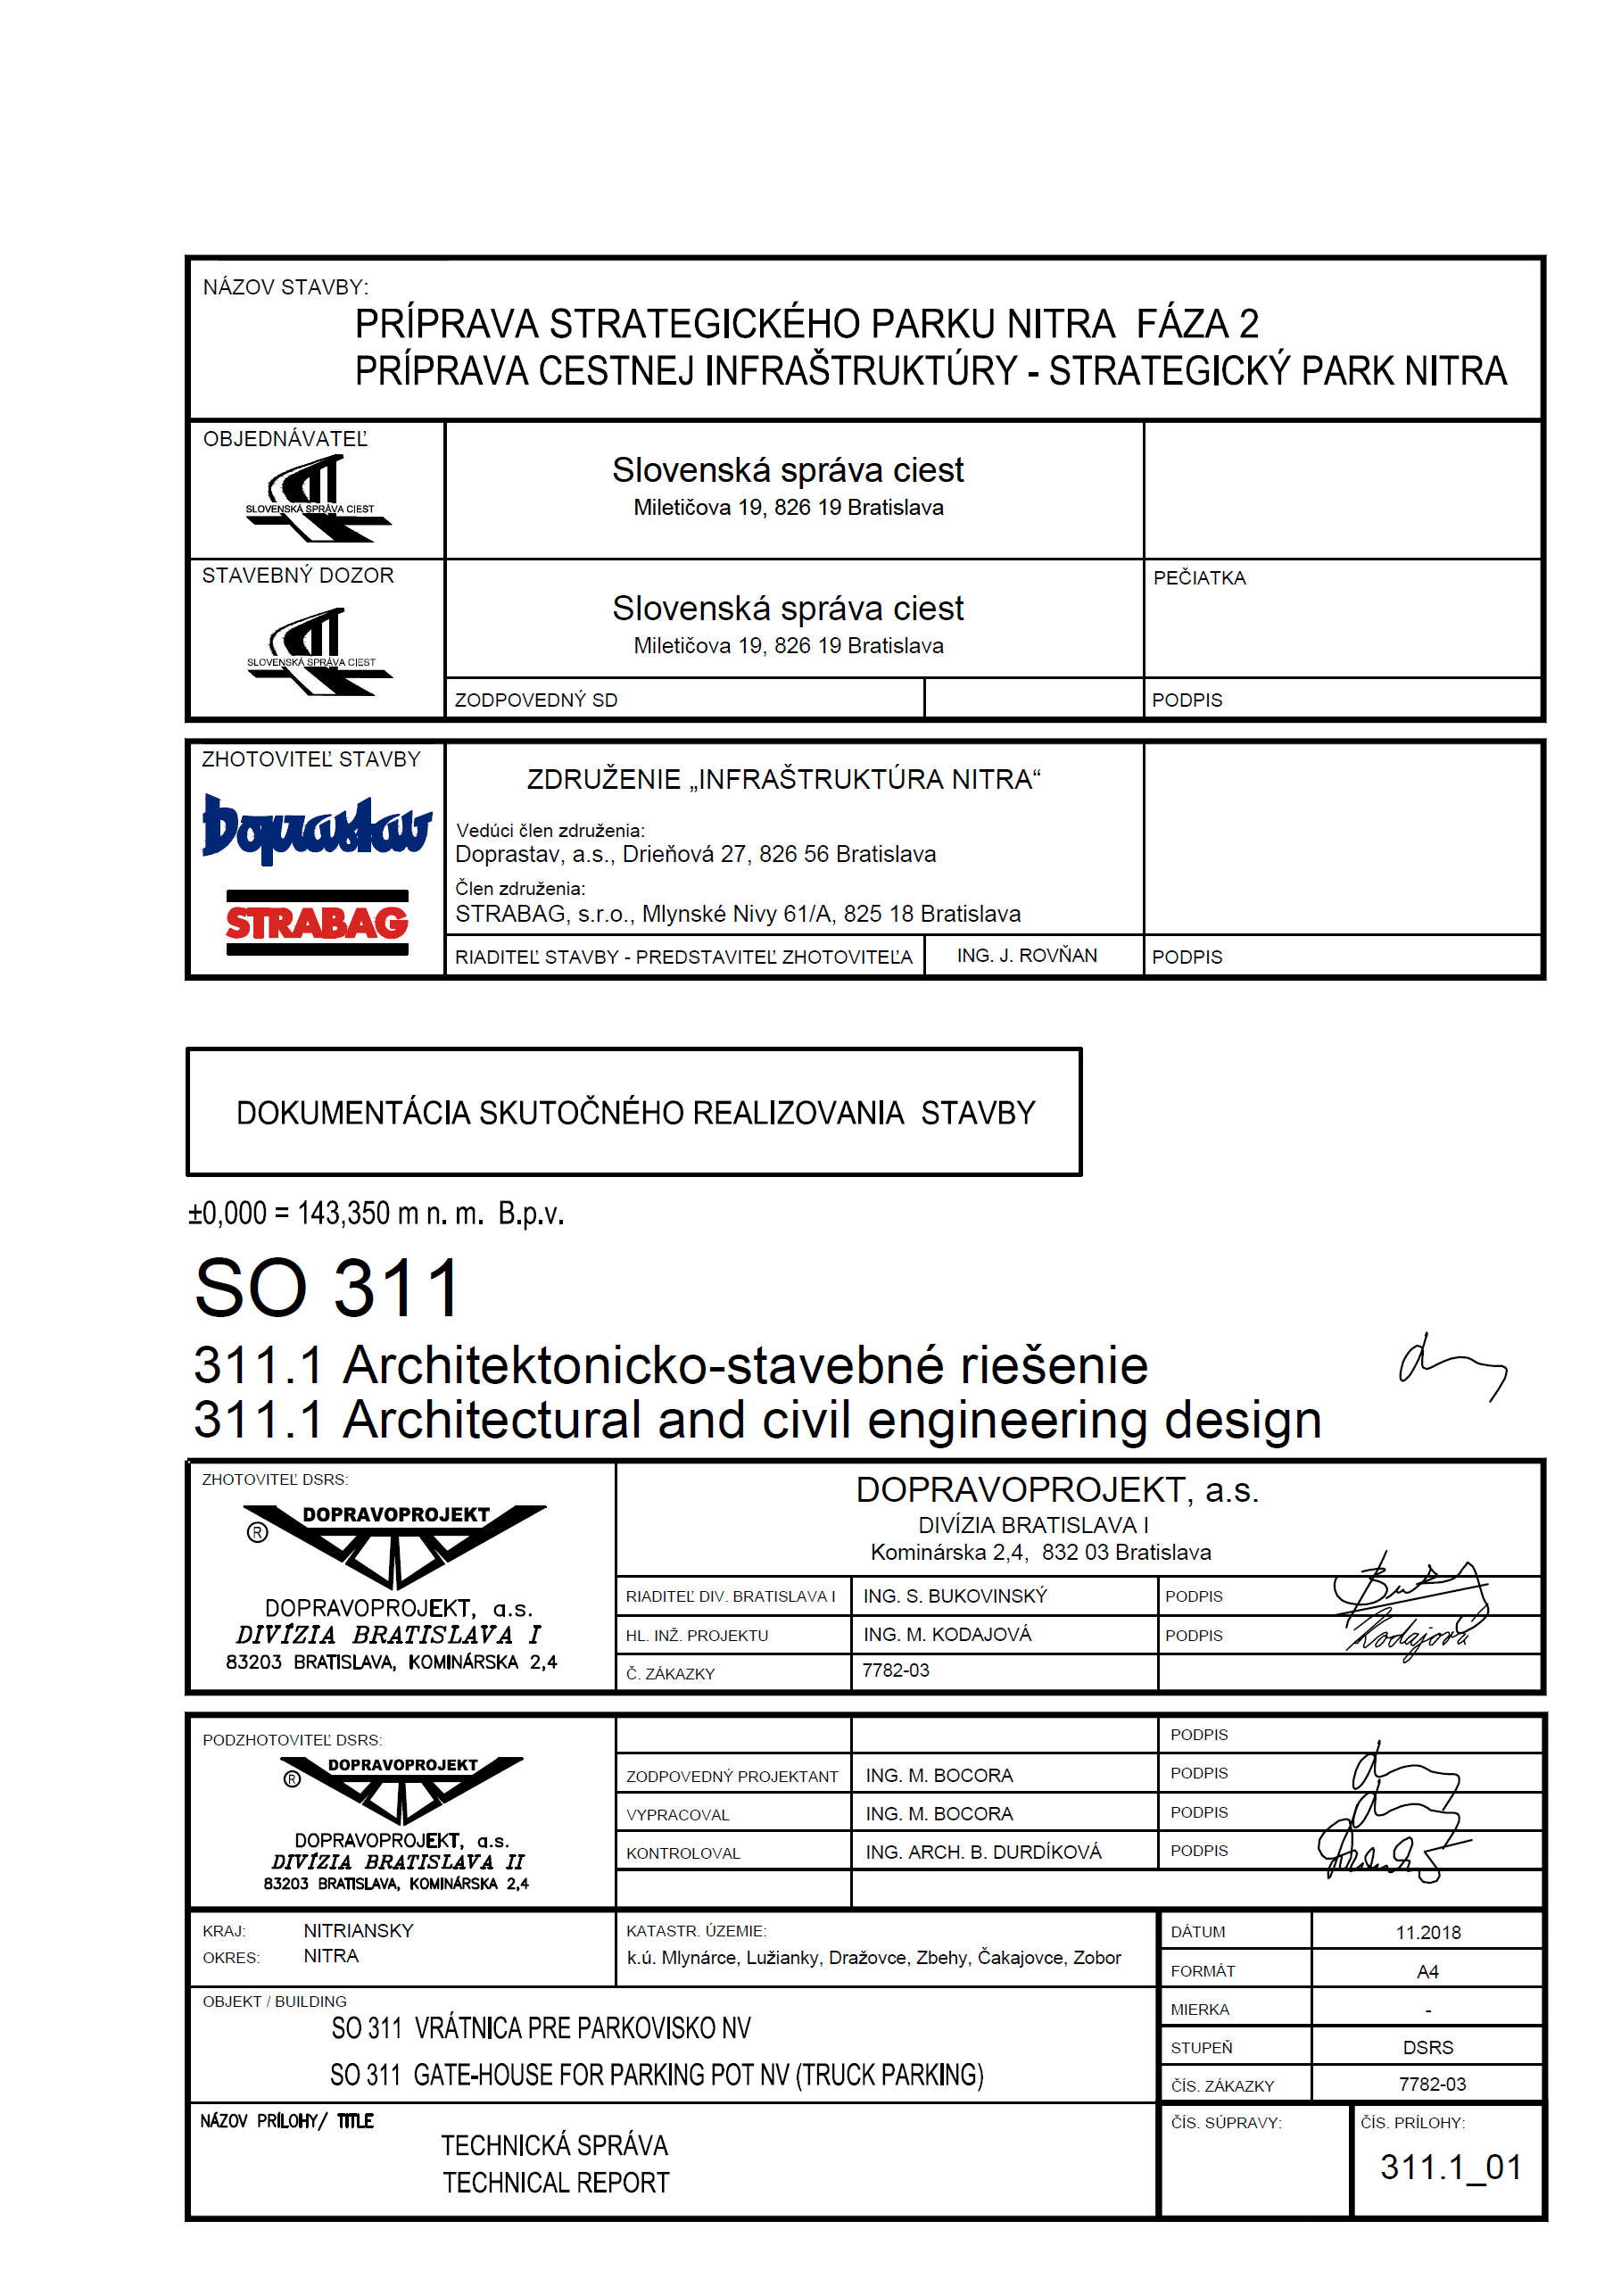 NÁZOV STAVBY:
PRÍPRAVA STRATEGICKÉHO PARKU NITRA  FÁZA 2
PRÍPRAVA CESTNEJ INFRAŠTRUKTÚRY - STRATEGICKÝ PARK NITRA
OBJEDNÁVATEĽ
SLOVENSKÁ SPRÁVA CIEST
Slovenská správa ciest
Miletičova 19, 826 19 Bratislava
STAVEBNÝ DOZOR
SLOVENSKÁ SPRÁVA CIEST
Slovenská správa ciest
Miletičova 19, 826 19 Bratislava
PEČIATKA
ZODPOVEDNÝ SD
PODPIS
ZHOTOVITEĽ STAVBY
Doprastav
STRABAG
ZDRUŽENIE „INFRAŠTRUKTÚRA NITRA“
Vedúci člen združenia:
Doprastav, a.s., Drieňová 27, 826 56 Bratislava
Člen združenia:
STRABAG, s.r.o., Mlynské Nivy 61/A, 825 18 Bratislava
RIADITEĽ STAVBY - PREDSTAVITEĽ ZHOTOVITEĽA
ING. J. ROVŇAN
PODPIS
DOKUMENTÁCIA SKUTOČNÉHO REALIZOVANIA  STAVBY
±0,000 = 143,350 m n. m.  B.p.v.
SO 311
311.1 Architektonicko-stavebné riešenie
311.1 Architectural and civil engineering design
ZHOTOVITEĽ DSRS:
DOPRAVOPROJEKT
®
DOPRAVOPROJEKT, a.s.
DIVÍZIA BRATISLAVA I
83203 BRATISLAVA, KOMINÁRSKA 2,4
DOPRAVOPROJEKT, a.s.
DIVÍZIA BRATISLAVA I
Kominárska 2,4,  832 03 Bratislava
RIADITEĽ DIV. BRATISLAVA I
ING. S. BUKOVINSKÝ
PODPIS
HL. INŽ. PROJEKTU
ING. M. KODAJOVÁ
PODPIS
Kodajová
Č. ZÁKAZKY
7782-03
PODZHOTOVITEĽ DSRS:
DOPRAVOPROJEKT
®
DOPRAVOPROJEKT, a.s.
DIVÍZIA BRATISLAVA II
83203 BRATISLAVA, KOMINÁRSKA 2,4
PODPIS
ZODPOVEDNÝ PROJEKTANT
ING. M. BOCORA
PODPIS
VYPRACOVAL
ING. M. BOCORA
PODPIS
KONTROLOVAL
ING. ARCH. B. DURDÍKOVÁ
PODPIS
KRAJ: NITRIANSKY
OKRES: NITRA
KATASTR. ÚZEMIE:
k.ú. Mlynárce, Lužianky, Dražovce, Zbehy, Čakajovce, Zobor
DÁTUM
11.2018
FORMÁT
A4
MIERKA
-
STUPEŇ
DSRS
ČÍS. ZÁKAZKY
7782-03
OBJEKT / BUILDING
SO 311  VRÁTNICA PRE PARKOVISKO NV
SO 311  GATE-HOUSE FOR PARKING POT NV (TRUCK PARKING)
NÁZOV PRÍLOHY/ TITLE
TECHNICKÁ SPRÁVA
TECHNICAL REPORT
ČÍS. SÚPRAVY:
ČÍS. PRÍLOHY:
311.1_01